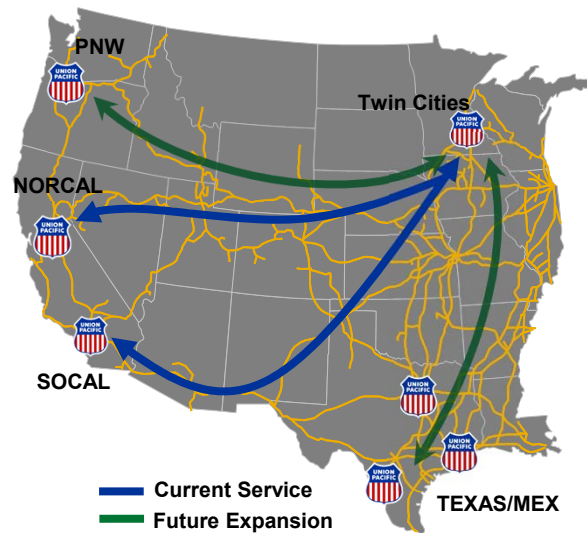 PNW
UNION
PACIFIC
Twin Cities
UNION
PACIFIC
NORCAL
UNION
PACIFIC
UNION
PACIFIC
SOCAL
UNION
PACIFIC
UNION
PACIFIC
UNION
PACIFIC
TEXAS/MEX
Current Service
Future Expansion